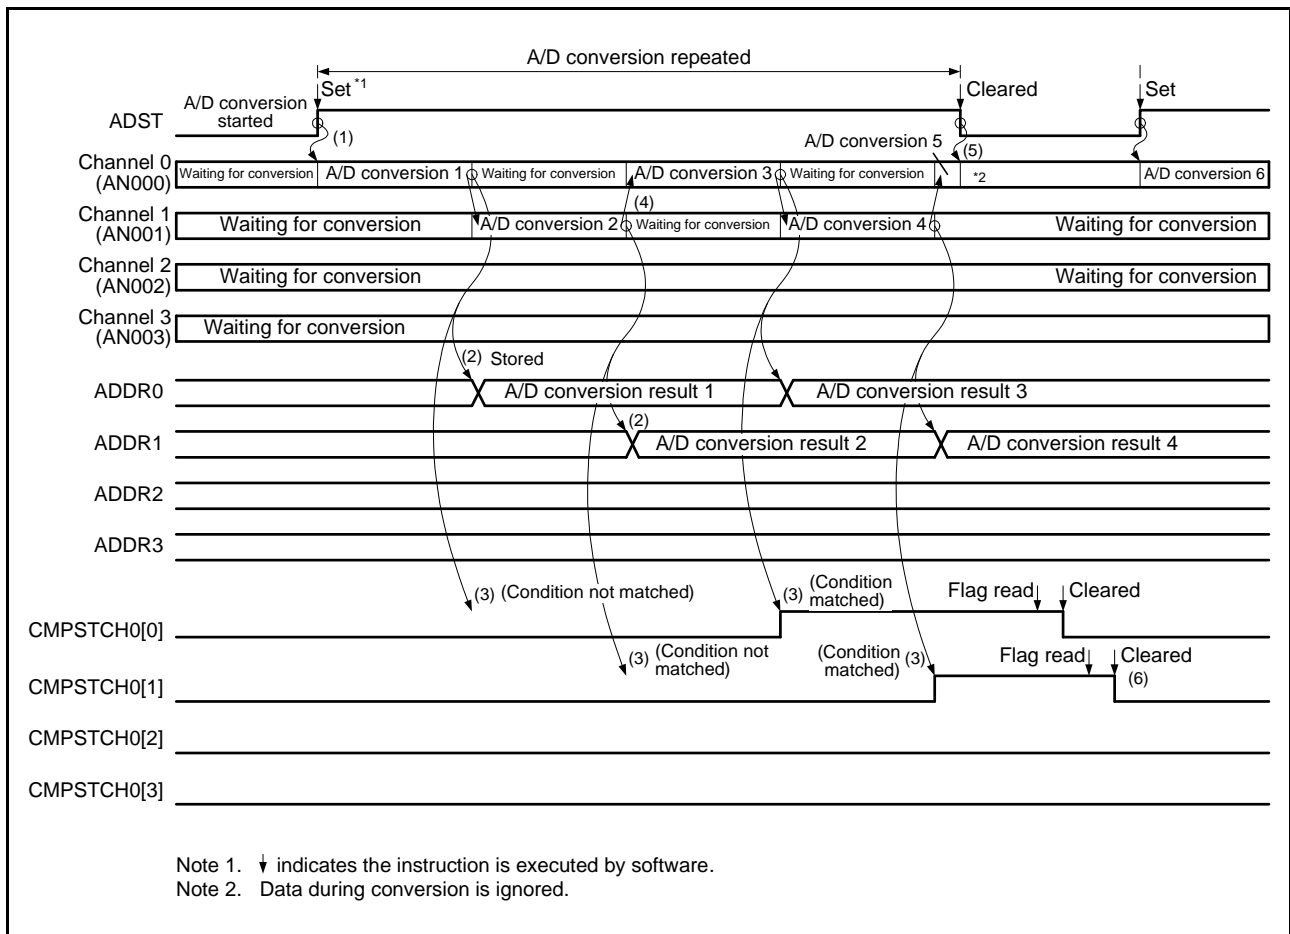 A/D conversion repeated
Set *1
Cleared
Set
ADST
A/D conversion
started
(1)
A/D conversion 5
(5)
Channel 0
(AN000)
Waiting for conversion
A/D conversion 1
Waiting for conversion
A/D conversion 3
Waiting for conversion
*2
A/D conversion 6
(4)
Channel 1
(AN001)
Waiting for conversion
A/D conversion 2
Waiting for conversion
A/D conversion 4
Waiting for conversion
Channel 2
(AN002)
Waiting for conversion
Waiting for conversion
Channel 3
(AN003)
Waiting for conversion
(2) Stored
ADDR0
A/D conversion result 1
A/D conversion result 3
(2)
ADDR1
A/D conversion result 2
A/D conversion result 4
ADDR2
ADDR3
(3) (Condition not matched)
(3) (Condition
matched)
Flag read
Cleared
CMPSTCH0[0]
(3) (Condition not
matched)
(Condition
matched) (3)
Flag read
Cleared
(6)
CMPSTCH0[1]
CMPSTCH0[2]
CMPSTCH0[3]
Note 1. indicates the instruction is executed by software.
Note 2. Data during conversion is ignored.